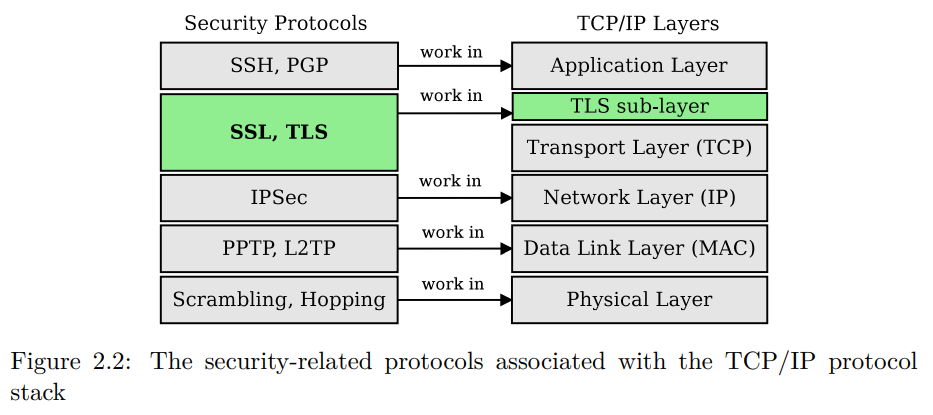 Security Protocols
TCP/IP Layers
SSH, PGP
work in
Application Layer
SSL, TLS
work in
TLS sub-layer
Transport Layer (TCP)
IPSec
work in
Network Layer (IP)
PPTP, L2TP
work in
Data Link Layer (MAC)
Scrambling, Hopping
work in
Physical Layer
Figure 2.2: The security-related protocols associated with the TCP/IP protocol
stack